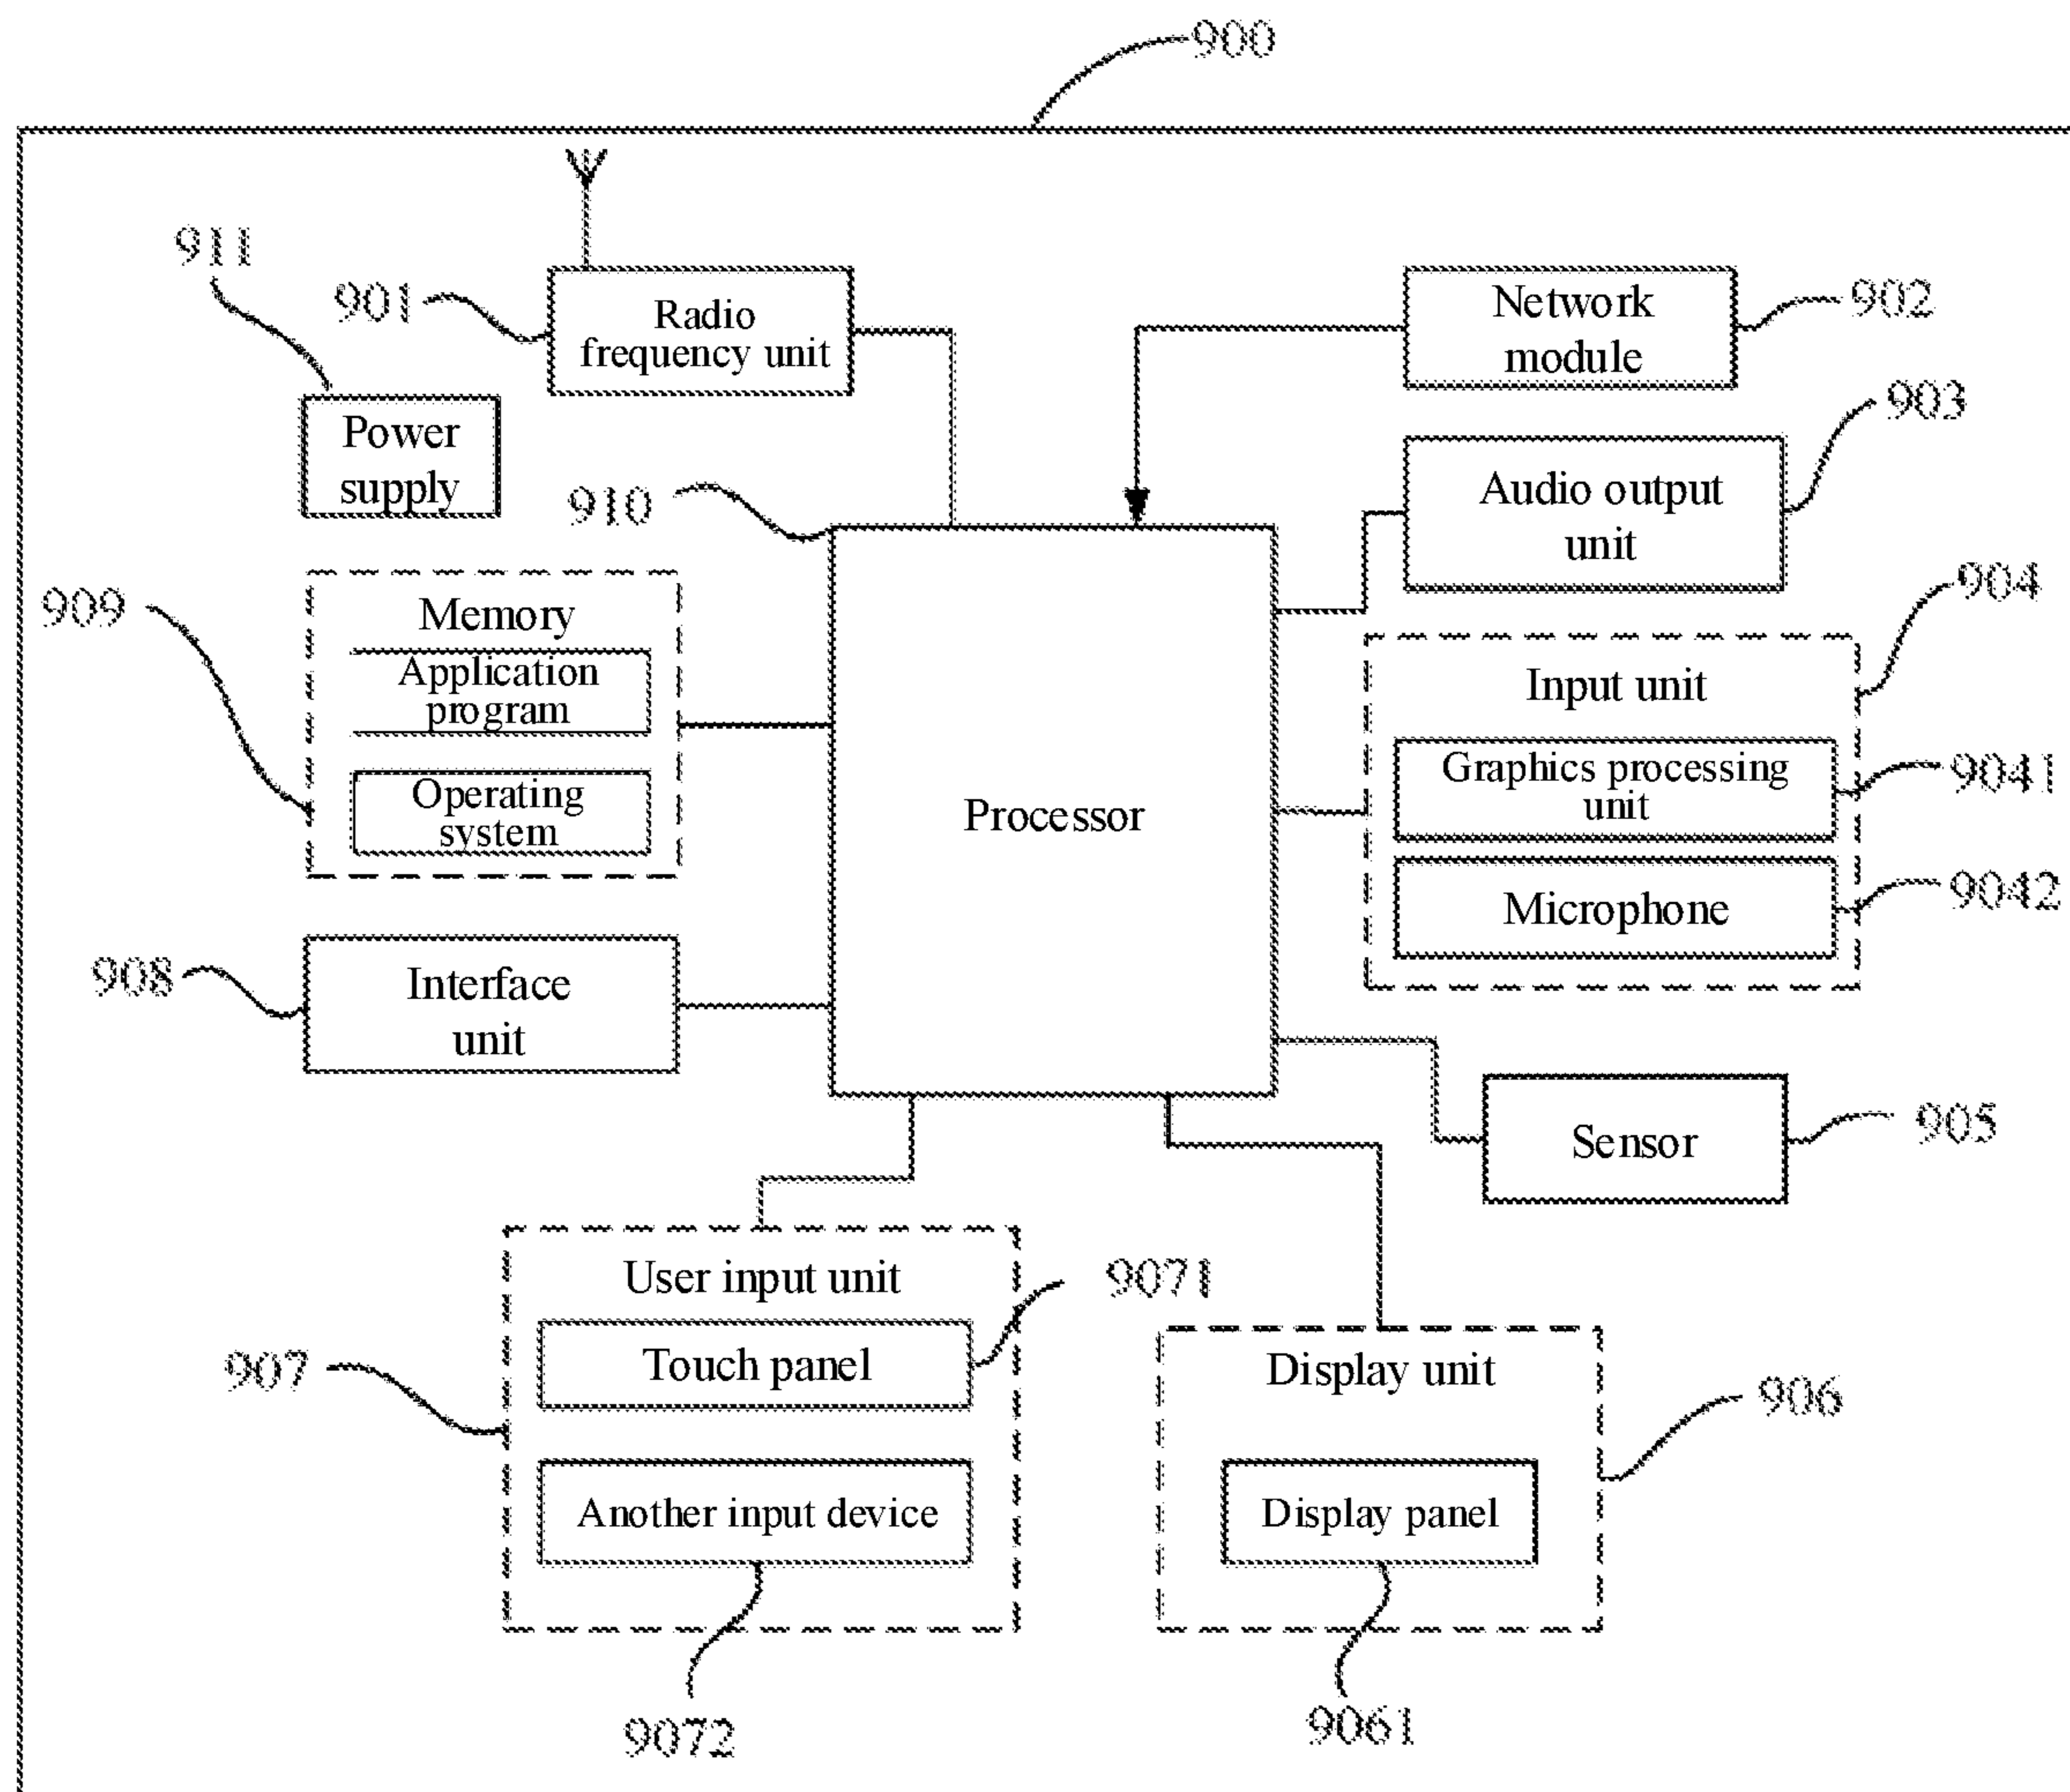 900
911
901
Radio
frequency unit
Network
module
902
Power
supply
903
Audio output
unit
910
904
909
Memory
Application
program
Operating
system
Processor
Input unit
Graphics processing
unit
9041
Microphone
9042
908
Interface
unit
Sensor
905
User input unit
9071
907
Touch panel
Another input device
9072
Display unit
906
Display panel
9061